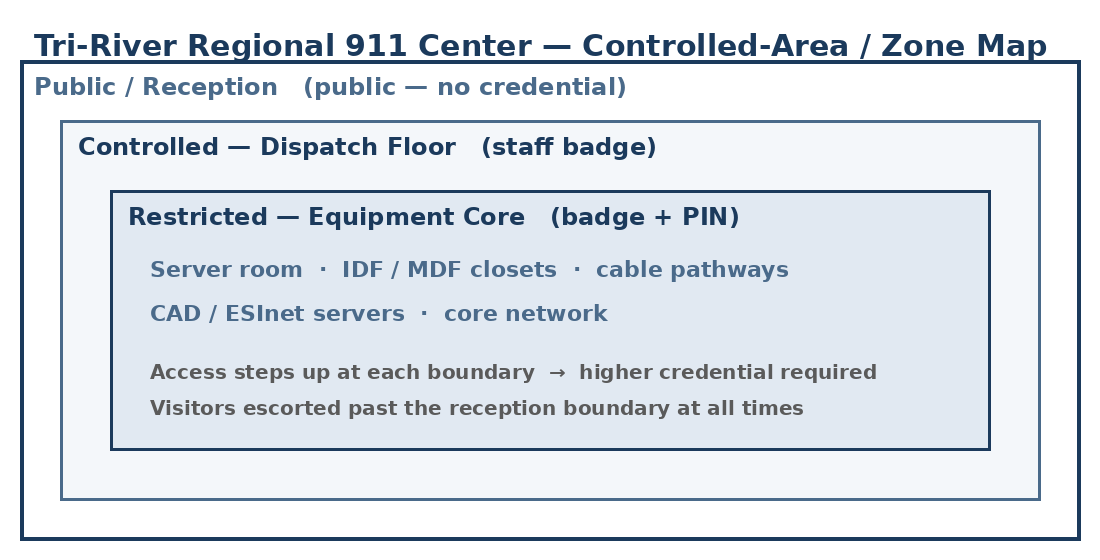 Tri-River Regional 911 Center — Controlled-Area / Zone Map
Public / Reception (public — no credential)
Controlled — Dispatch Floor (staff badge)
Restricted — Equipment Core (badge + PIN)
Server room · IDF / MDF closets · cable pathways
CAD / ESInet servers · core network
Access steps up at each boundary → higher credential required
Visitors escorted past the reception boundary at all times